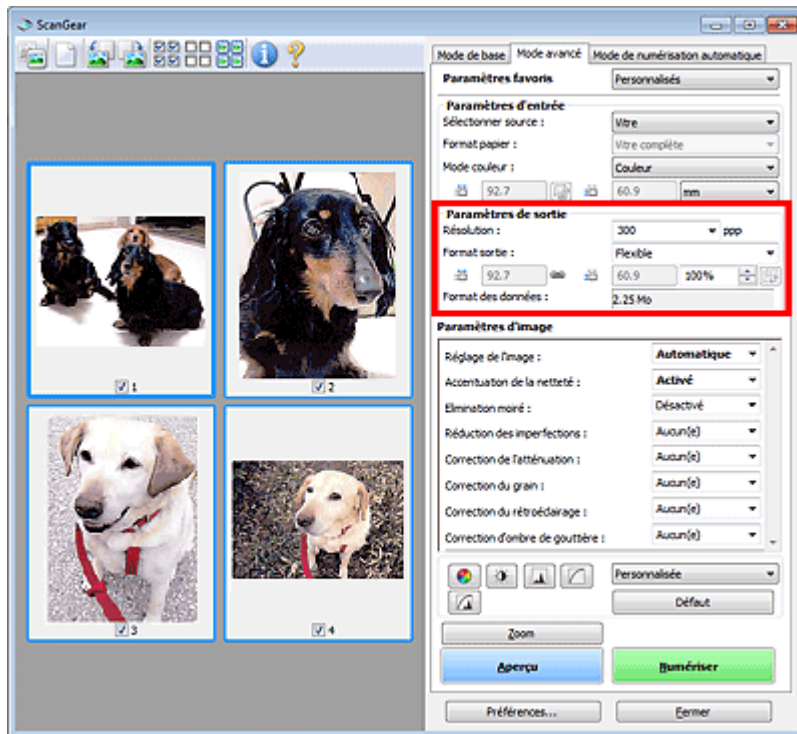 ScanGear
Mode de base Mode avancé Mode de numérisation automatique
Paramètres favoris Personnalisés
Paramètres d'entrée
Sélectionner source : Vitre
Format papier : Vitre complète
Mode couleur : Couleur
92.7 60.9 mm
Paramètres de sortie
Résolution : 300 ppp
Format sortie : Flexible
92.7 60.9 100%
Format des données : 2.25 Mo
Paramètres d'image
Réglage de l'image : Automatique
Accentuation de la netteté : Activé
Elimination moiré : Désactivé
Réduction des imperfections : Aucun(e)
Correction de l'atténuation : Aucun(e)
Correction du grain : Aucun(e)
Correction du rétroéclairage : Aucun(e)
Correction d'ombre de gouttière : Aucun(e)
Personnalisée
Défaut
Zoom
Aperçu Numériser
Préférences... Fermer
1 2
3 4